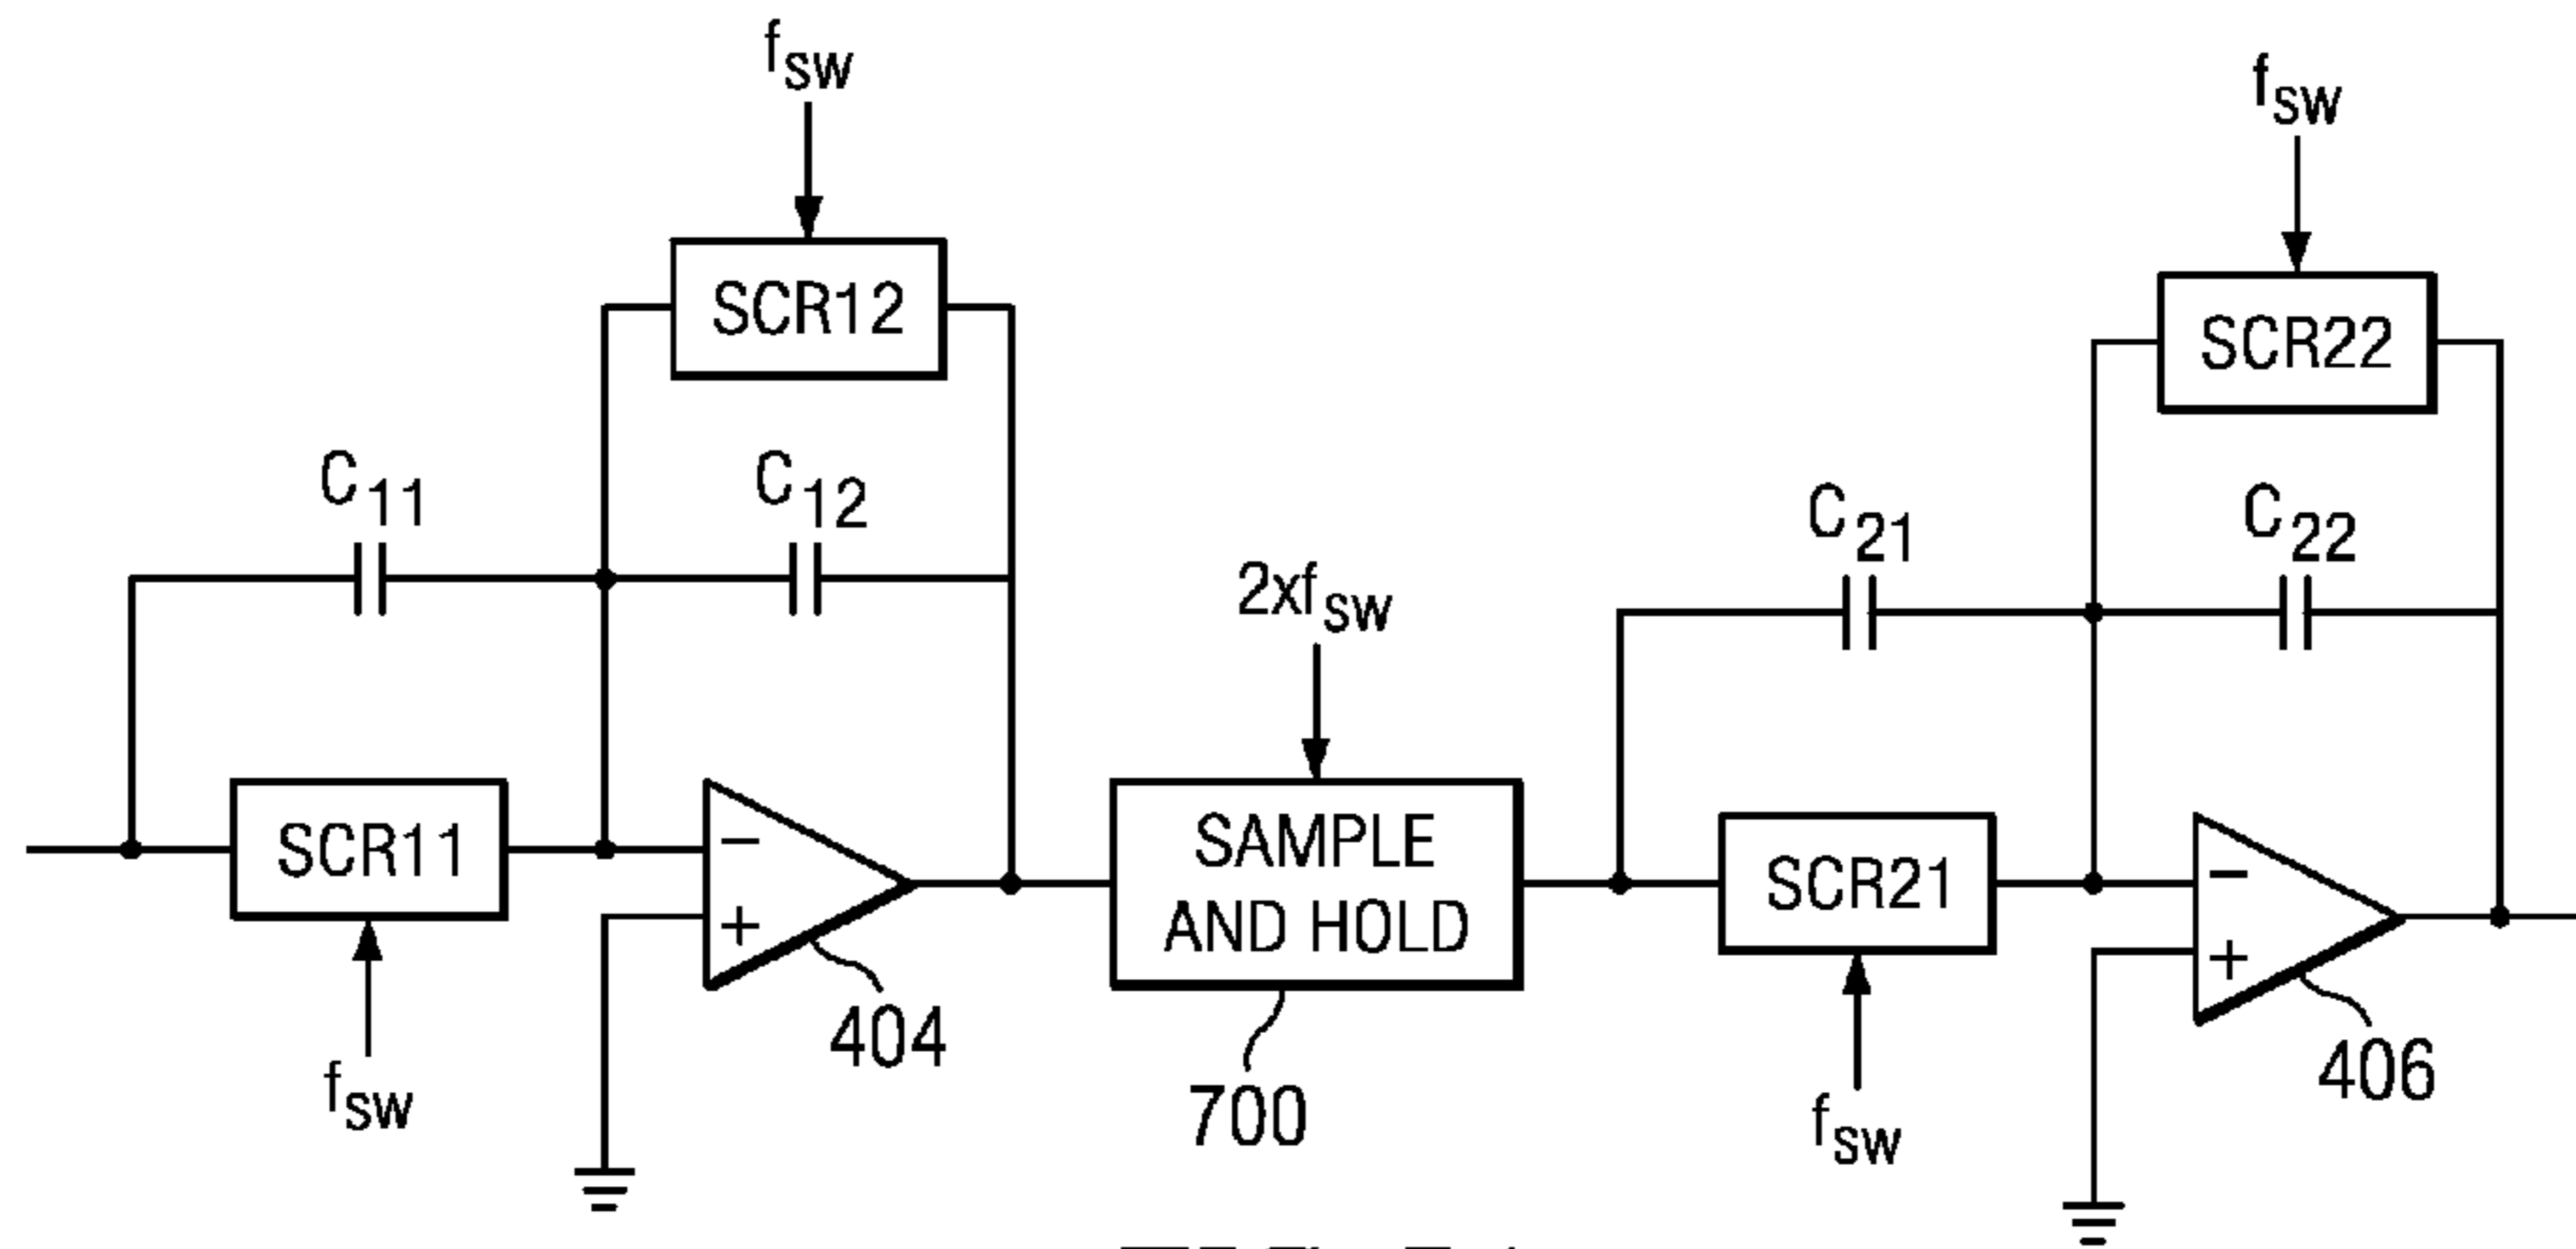 fsw
fsw
SCR12
SCR22
C11
C12
C21
C22
2xfsw
SCR11
−
+
SAMPLE
AND HOLD
SCR21
−
+
404
406
fsw
700
fsw